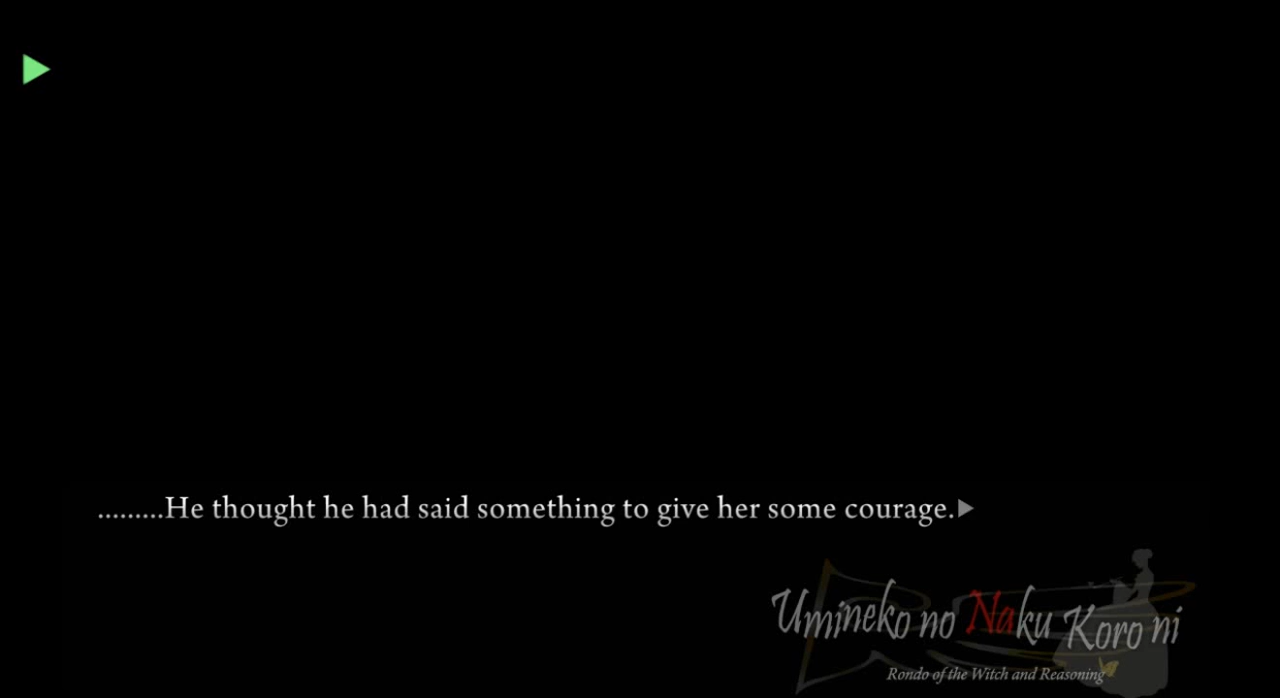 .........He thought he had said something to give her some courage.
Umineko no Naku Koro ni
Rondo of the Witch and Reasoning